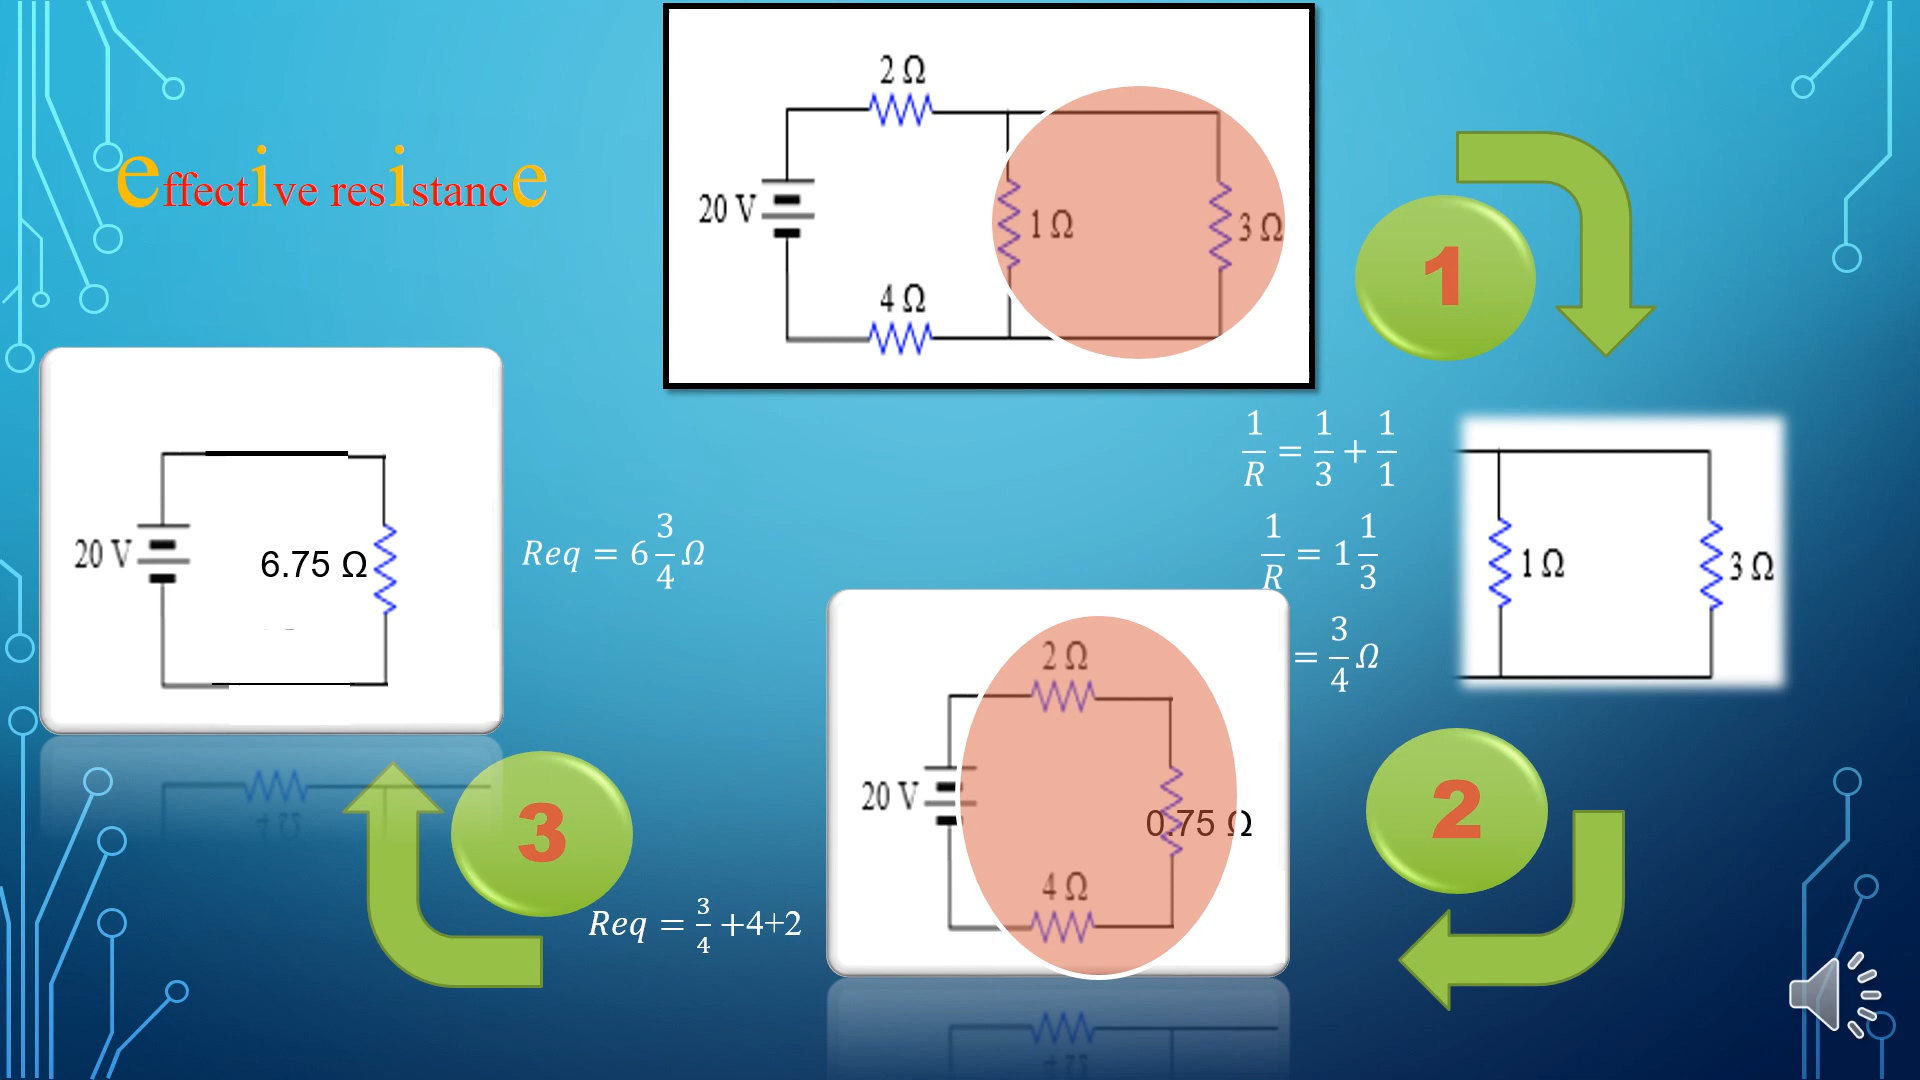 effective resistance
2 Ω
20 V
1 Ω
3 Ω
4 Ω
1
1/R = 1/3 + 1/1
1/R = 1 1/3
= 3/4 Ω
1 Ω
3 Ω
2
2 Ω
20 V
0.75 Ω
4 Ω
Req = 3/4 +4+2
3
Req = 6 3/4 Ω
20 V
6.75 Ω